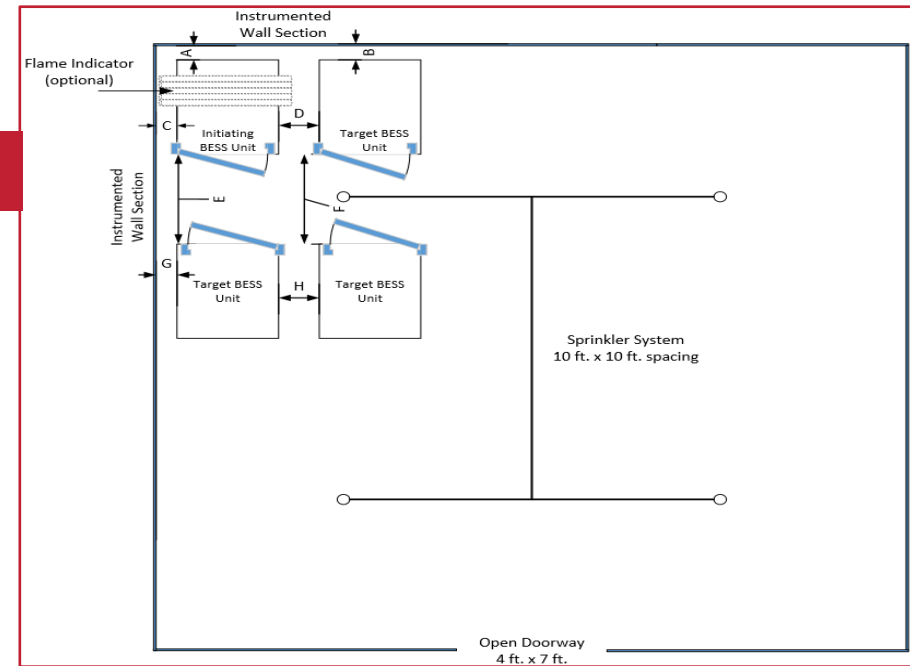 Instrumented
Wall Section
A
B
Flame Indicator
(optional)
C
D
Initiating
BESS Unit
Target BESS
Unit
Instrumented
Wall Section
E
F
G
H
Target BESS
Unit
Target BESS
Unit
Sprinkler System
10 ft. x 10 ft. spacing
Open Doorway
4 ft. x 7 ft.